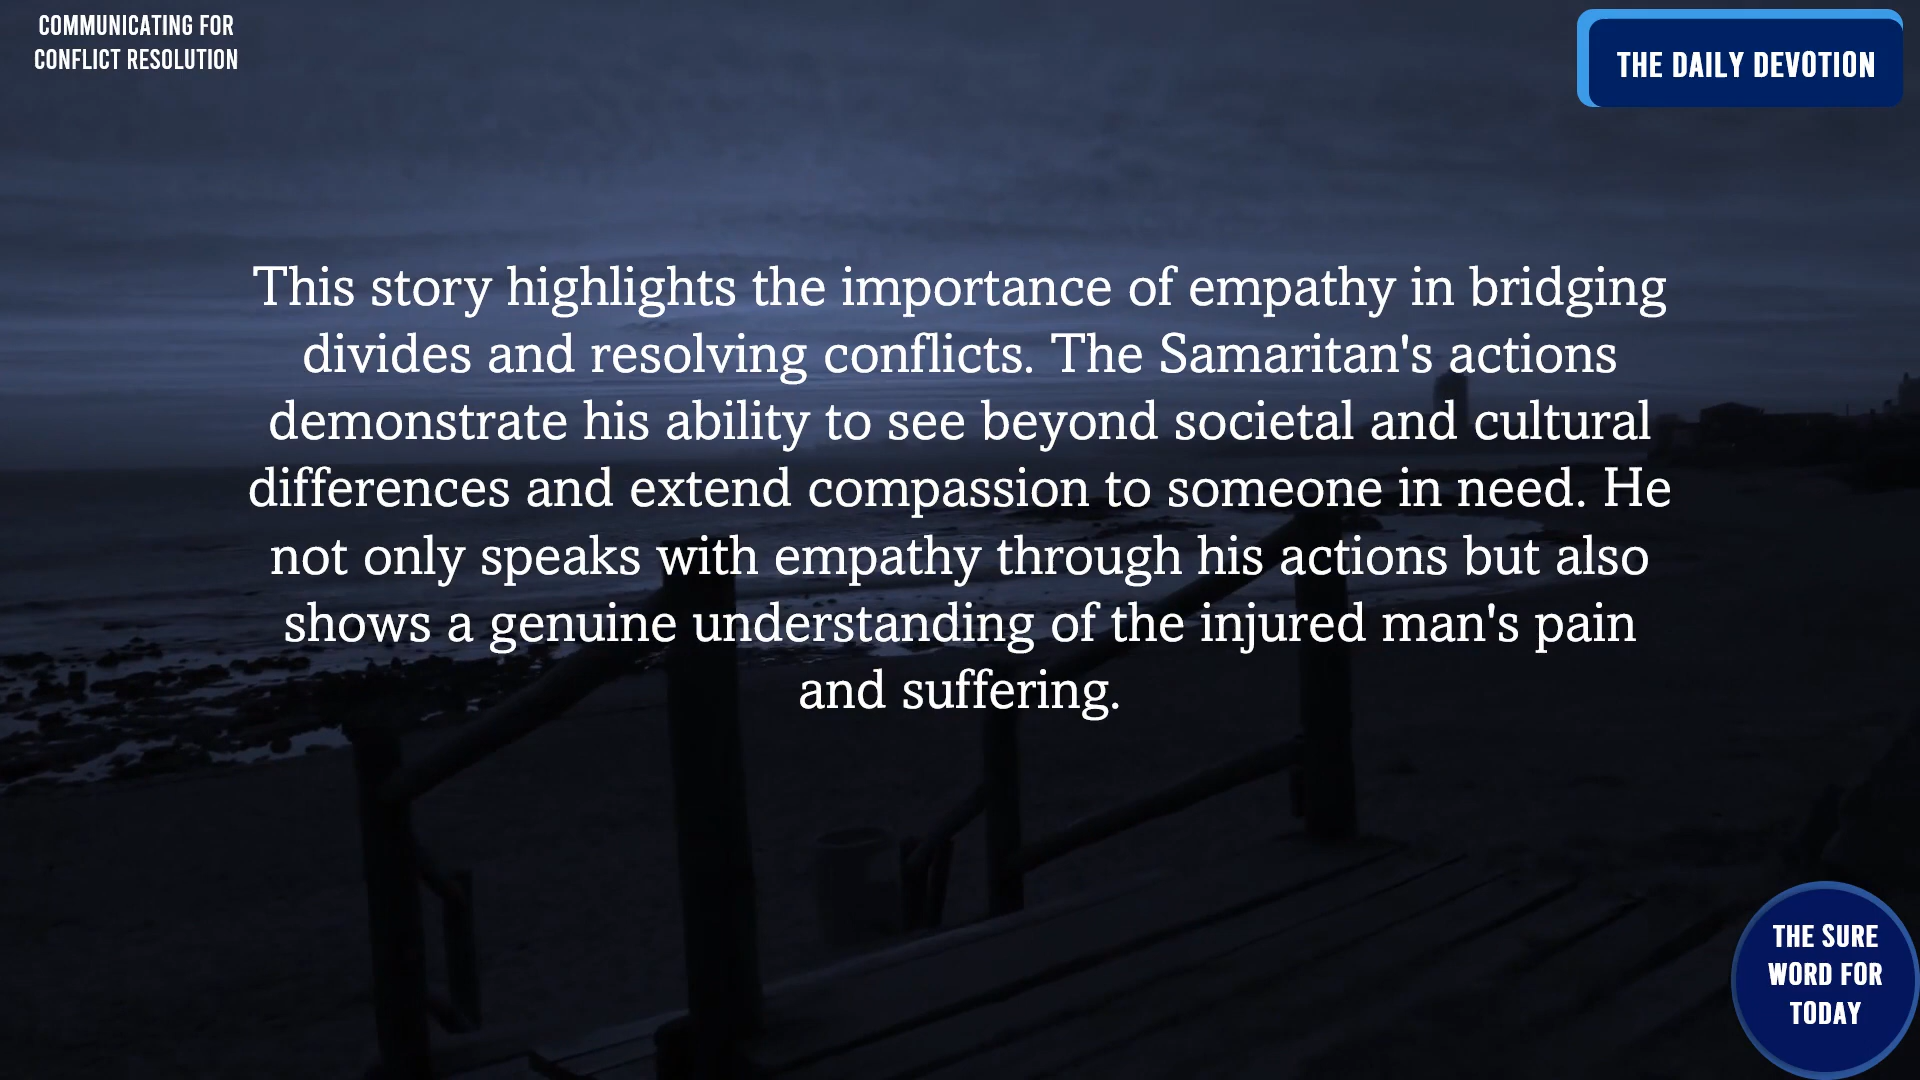 COMMUNICATING FOR
CONFLICT RESOLUTION
THE DAILY DEVOTION
This story highlights the importance of empathy in bridging
divides and resolving conflicts. The Samaritan's actions
demonstrate his ability to see beyond societal and cultural
differences and extend compassion to someone in need. He
not only speaks with empathy through his actions but also
shows a genuine understanding of the injured man's pain
and suffering.
THE SURE
WORD FOR
TODAY